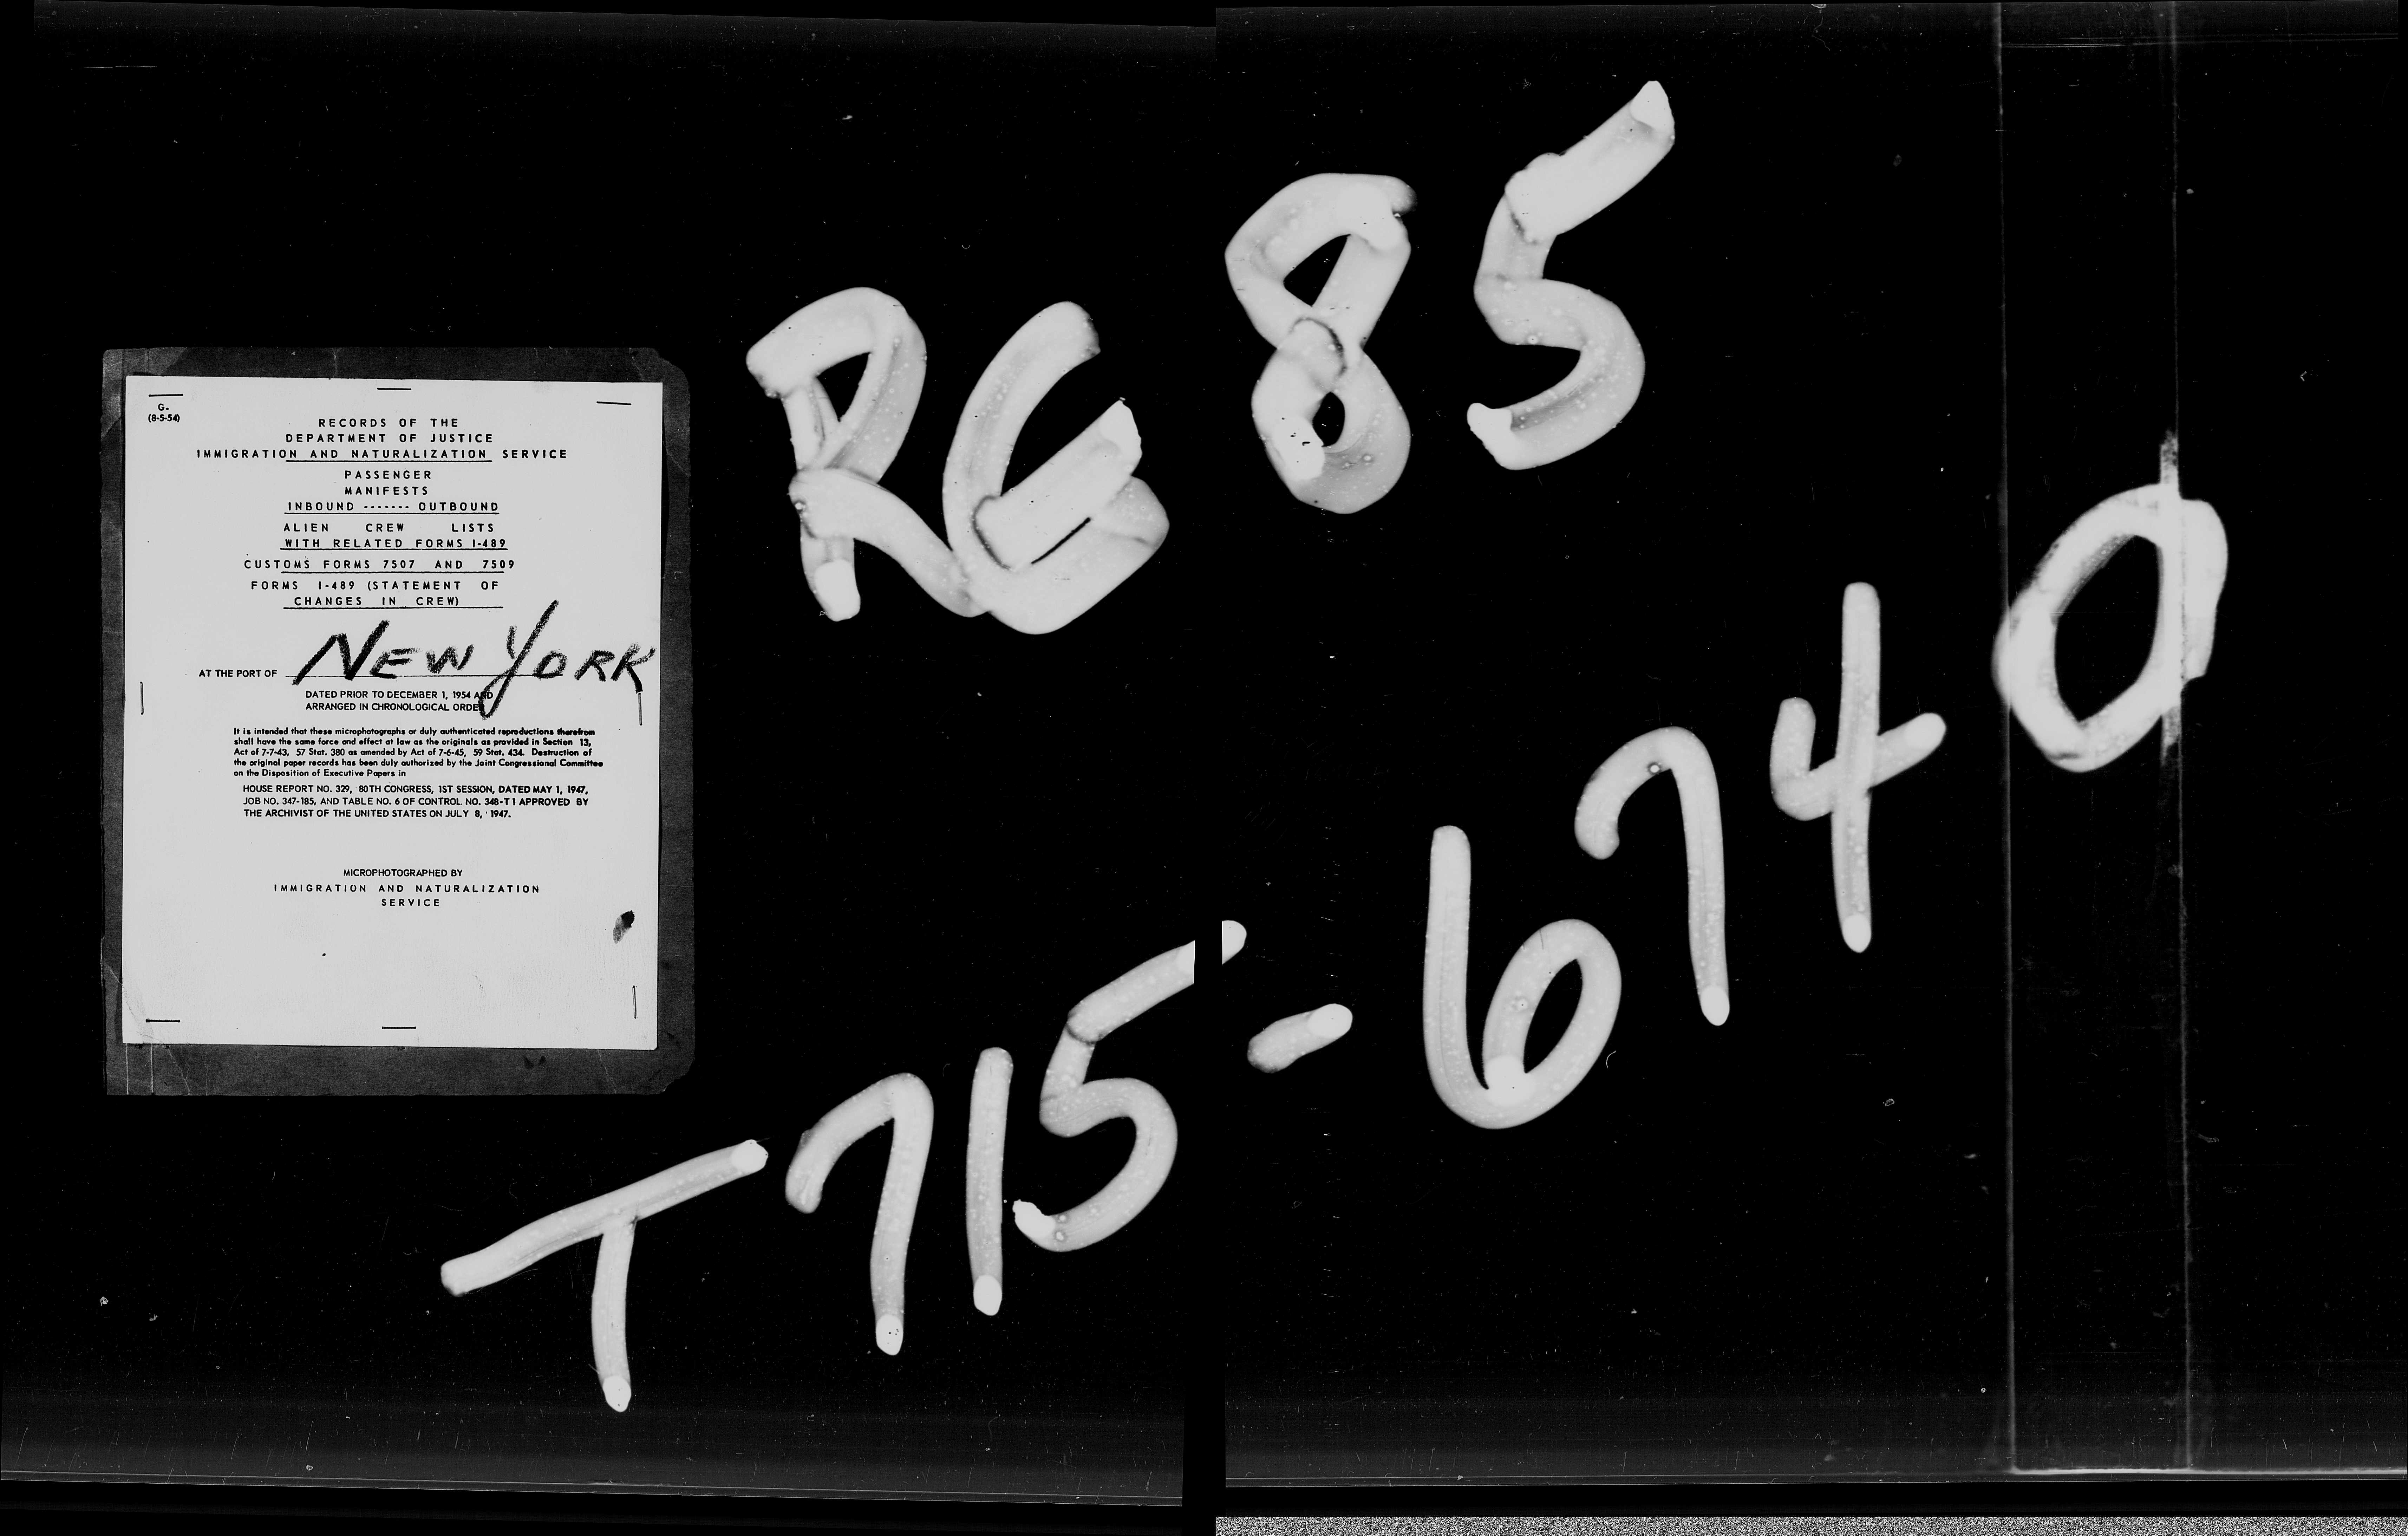 G-
(8-5-54)
RECORDS OF THE
DEPARTMENT OF JUSTICE
IMMIGRATION AND NATURALIZATION SERVICE
PASSENGER
MANIFESTS
INBOUND ------- OUTBOUND
ALIEN CREW LISTS
WITH RELATED FORMS I-489
CUSTOMS FORMS 7507 AND 7509
FORMS I-489 (STATEMENT OF
CHANGES IN CREW)
AT THE PORT OF NEW YORK
DATED PRIOR TO DECEMBER 1, 1954 AND
ARRANGED IN CHRONOLOGICAL ORDER
It is intended that these microphotographs or duly authenticated reproductions therefrom
shall have the same force and effect at law as the originals as provided in Section 13,
Act of 7-7-43, 57 Stat. 380 as amended by Act of 7-6-45, 59 Stat. 434. Destruction of
the original paper records has been duly authorized by the Joint Congressional Committee
on the Disposition of Executive Papers in
HOUSE REPORT NO. 329, 80TH CONGRESS, 1ST SESSION, DATED MAY 1, 1947,
JOB NO. 347-185, AND TABLE NO. 6 OF CONTROL NO. 348-T1 APPROVED BY
THE ARCHIVIST OF THE UNITED STATES ON JULY 8, 1947.
MICROPHOTOGRAPHED BY
IMMIGRATION AND NATURALIZATION
SERVICE
RG 85
T715-6740